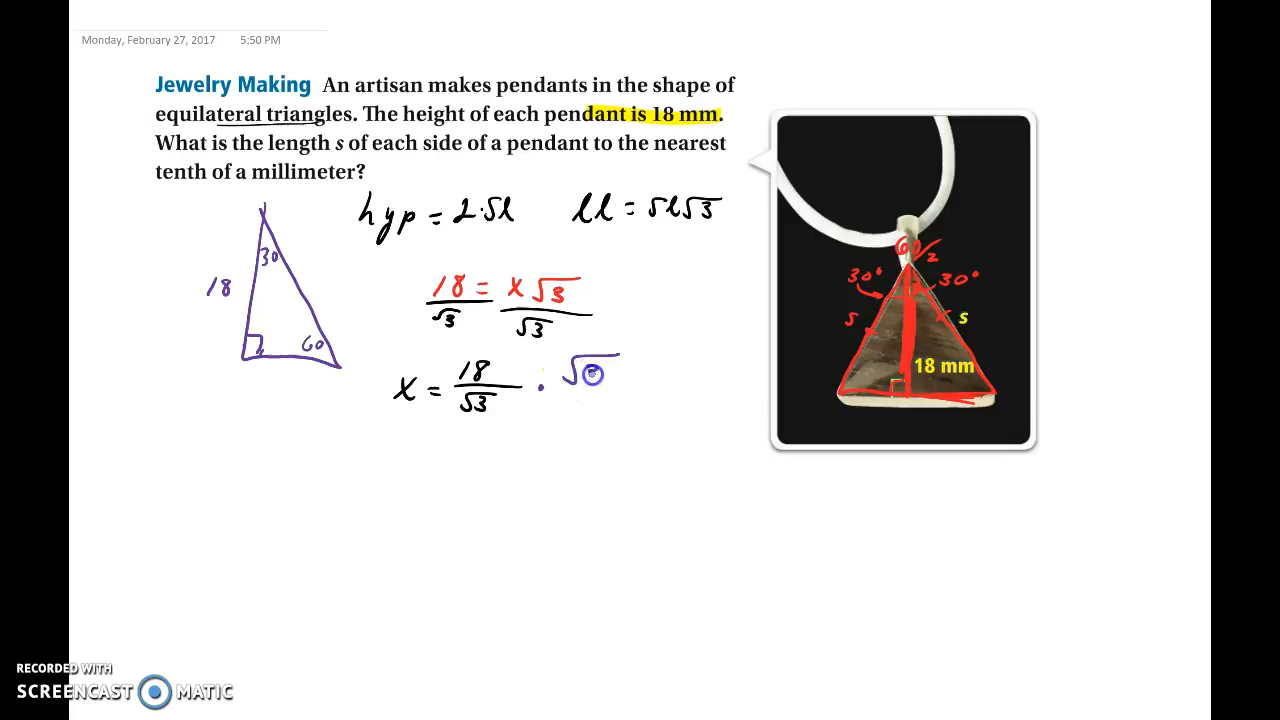 Monday, February 27, 2017 5:50 PM
Jewelry Making An artisan makes pendants in the shape of
equilateral triangles. The height of each pendant is 18 mm.
What is the length s of each side of a pendant to the nearest
tenth of a millimeter?
hyp = 2·sl ll = sl√3
30
18
60
18 = x√3
√3 √3
x = 18 / √3 · √
60/2
30° 30°
s s
18 mm
RECORDED WITH
SCREENCAST MATIC